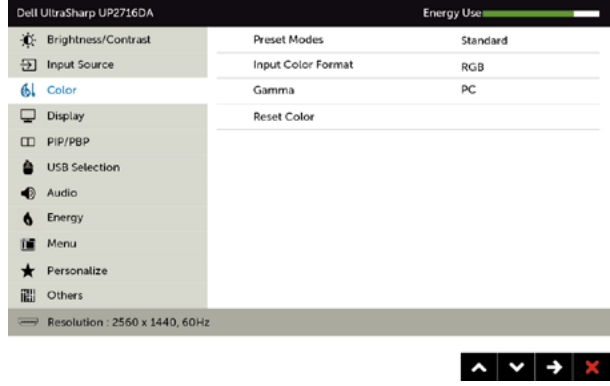 Dell UltraSharp UP2716DA Energy Use
Brightness/Contrast Preset Modes Standard
Input Source Input Color Format RGB
Color Gamma PC
Display Reset Color
PIP/PBP
USB Selection
Audio
Energy
Menu
Personalize
Others
Resolution : 2560 x 1440, 60Hz